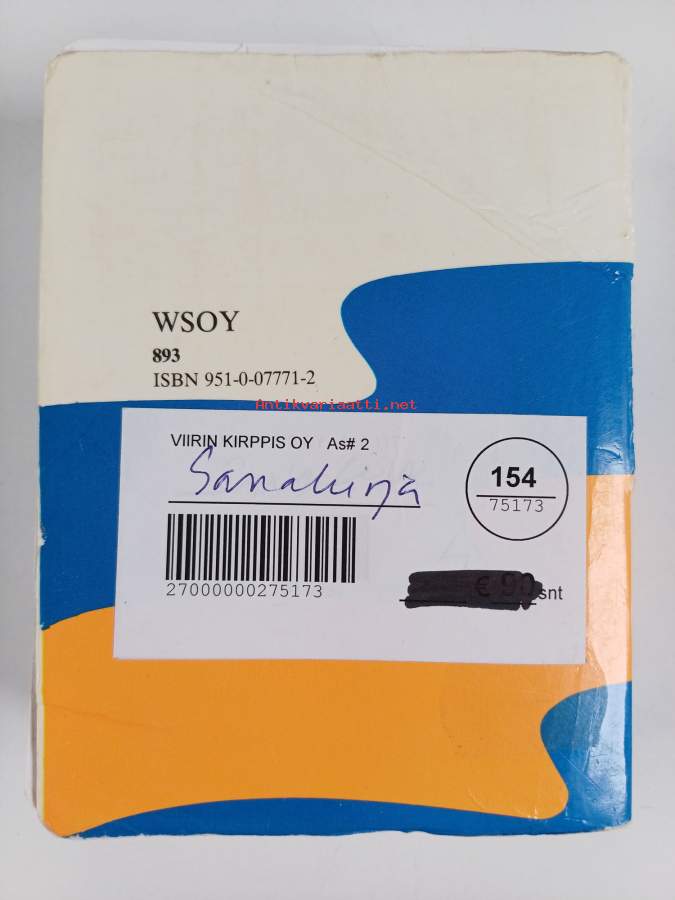 WSOY
893
ISBN 951-0-07771-2
Antikvariaatti.net
VIIRIN KIRPPIS OY As# 2
Sanakirja
154
75173
27000000275173
€ 90 snt